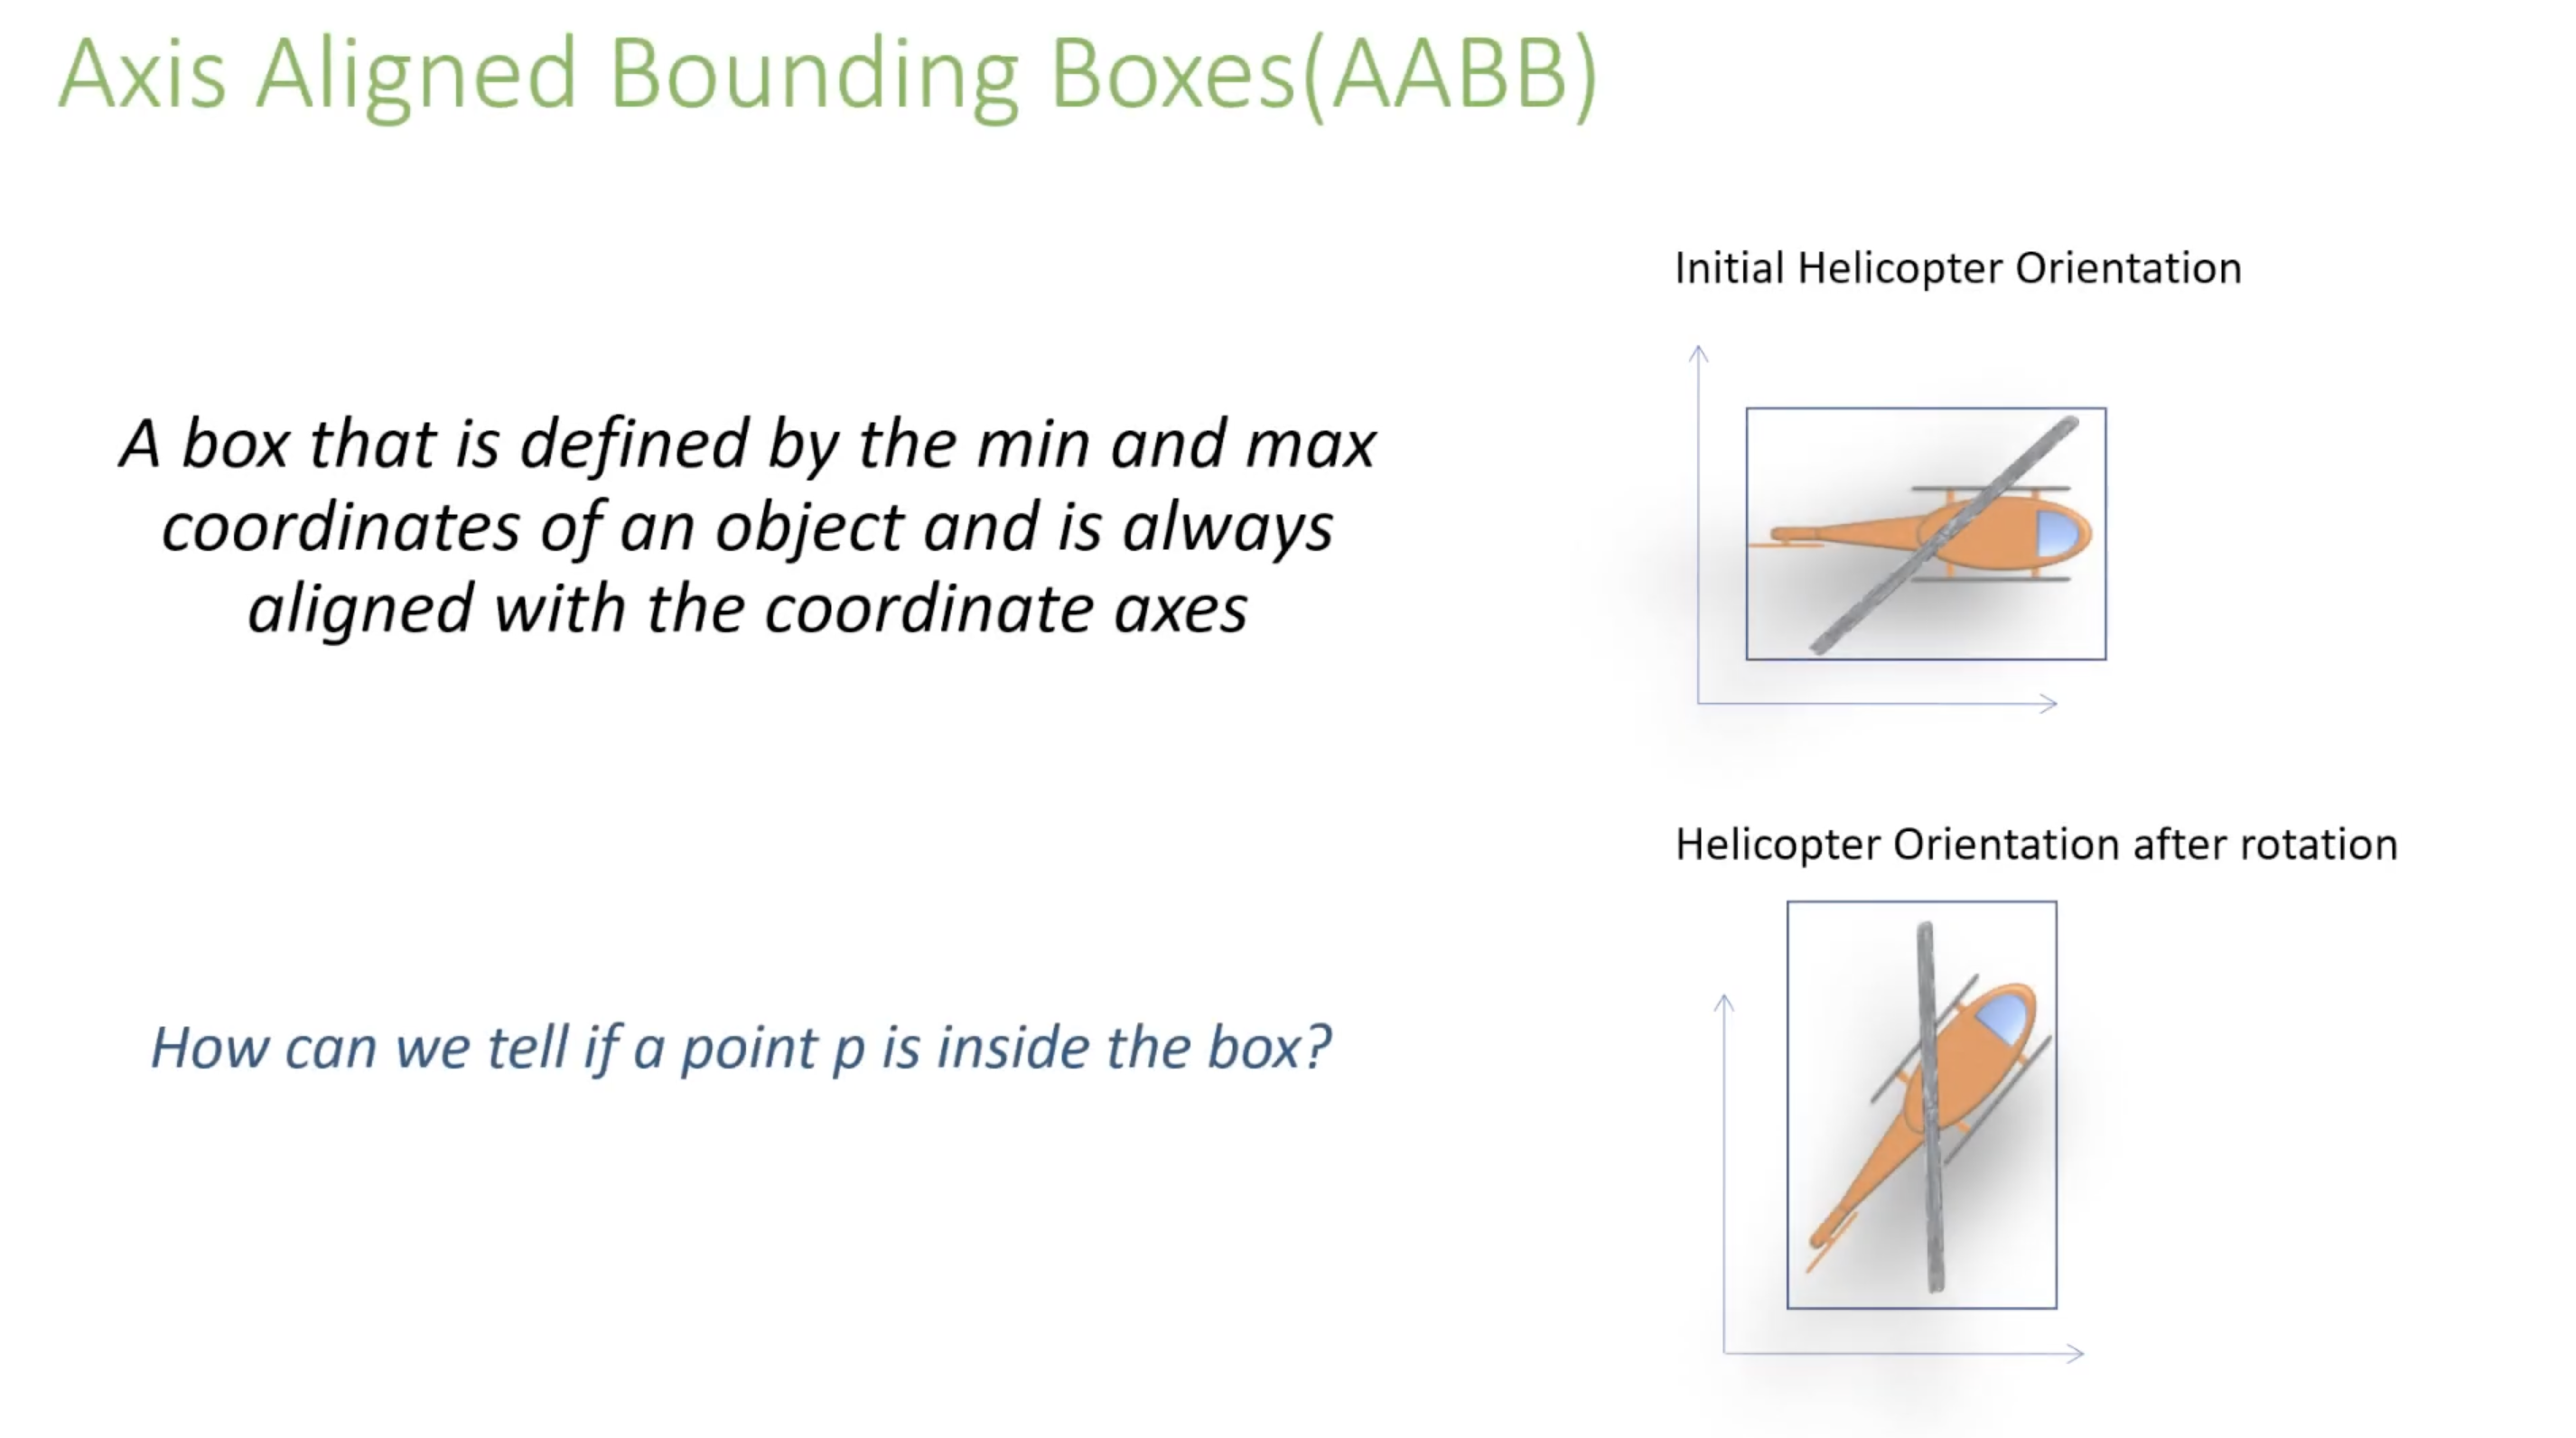 Axis Aligned Bounding Boxes(AABB)
A box that is defined by the min and max
coordinates of an object and is always
aligned with the coordinate axes
How can we tell if a point p is inside the box?
Initial Helicopter Orientation
Helicopter Orientation after rotation